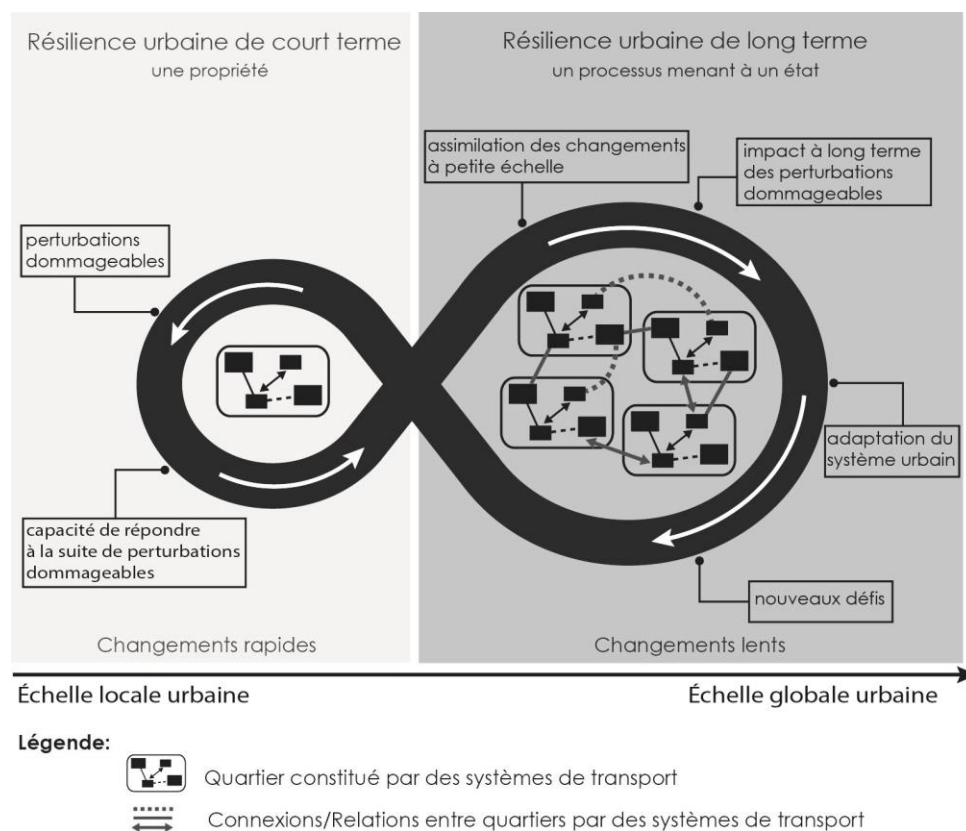 Résilience urbaine de court terme
une propriété
Résilience urbaine de long terme
un processus menant à un état
assimilation des changements
à petite échelle
impact à long terme
des perturbations
dommageables
perturbations
dommageables
adaptation du
système urbain
capacité de répondre
à la suite de perturbations
dommageables
nouveaux défis
Changements rapides
Changements lents
Échelle locale urbaine
Échelle globale urbaine
Légende:
Quartier constitué par des systèmes de transport
Connexions/Relations entre quartiers par des systèmes de transport